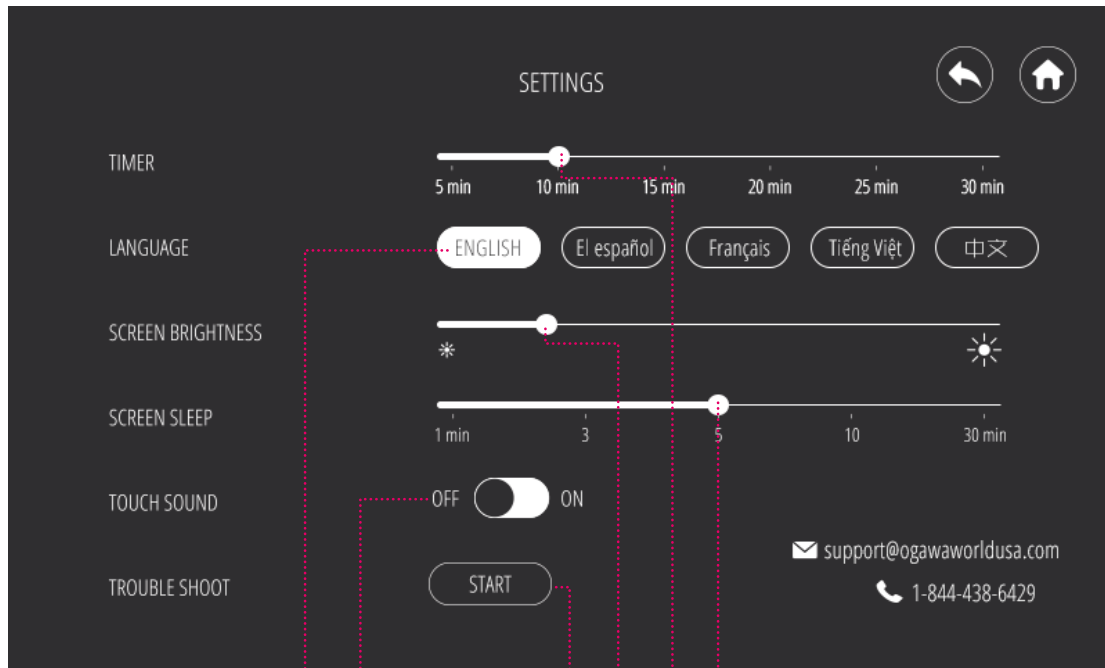 SETTINGS
TIMER
5 min 10 min 15 min 20 min 25 min 30 min
LANGUAGE ENGLISH El español Français Tiếng Việt 中文
SCREEN BRIGHTNESS
SCREEN SLEEP
1 min 3 5 10 30 min
TOUCH SOUND OFF ON
support@ogawaworldusa.com
TROUBLE SHOOT START 1-844-438-6429